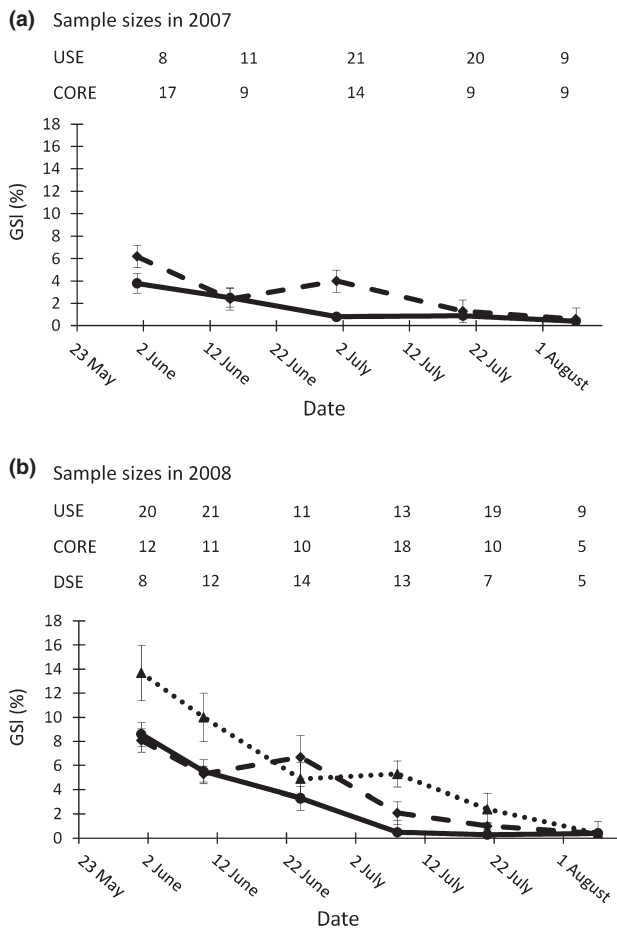 (a) Sample sizes in 2007
USE 8 11 21 20 9
CORE 17 9 14 9 9
18
16
14
12
10
8
6
4
2
0
GSI (%)
23 May 2 June 12 June 22 June 2 July 12 July 22 July 1 August
Date
(b) Sample sizes in 2008
USE 20 21 11 13 19 9
CORE 12 11 10 18 10 5
DSE 8 12 14 13 7 5
18
16
14
12
10
8
6
4
2
0
GSI (%)
23 May 2 June 12 June 22 June 2 July 12 July 22 July 1 August
Date